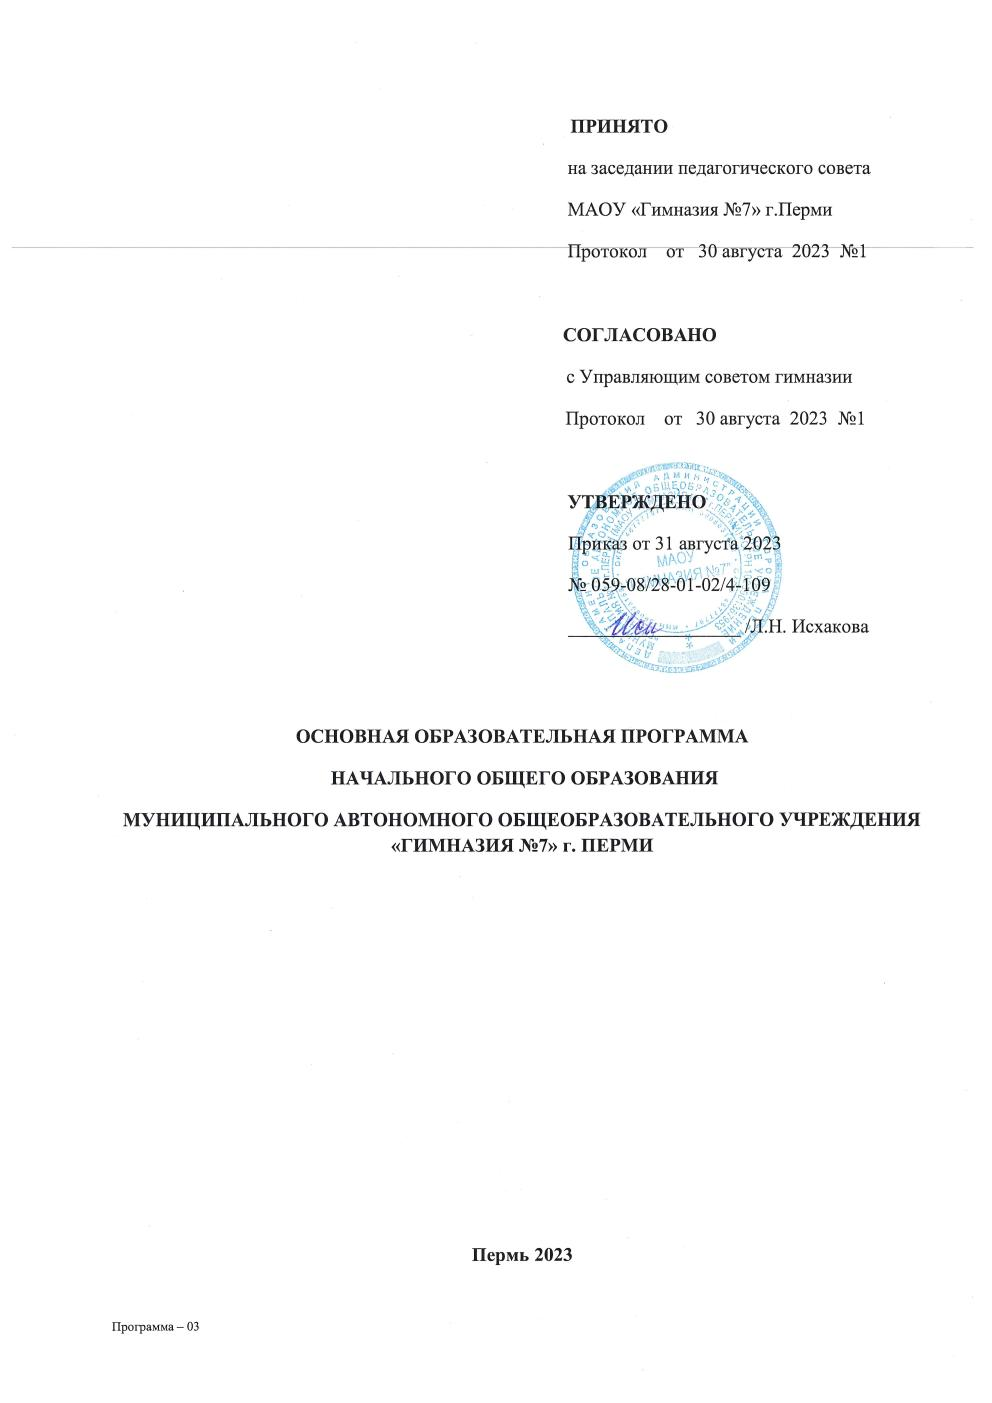 ПРИНЯТО
на заседании педагогического совета
МАОУ «Гимназия №7» г.Перми
Протокол от 30 августа 2023 №1
СОГЛАСОВАНО
с Управляющим советом гимназии
Протокол от 30 августа 2023 №1
УТВЕРЖДЕНО
Приказ от 31 августа 2023
№ 059-08/28-01-02/4-109
/Л.Н. Исхакова
МАОУ
ОСНОВНАЯ ОБРАЗОВАТЕЛЬНАЯ ПРОГРАММА
НАЧАЛЬНОГО ОБЩЕГО ОБРАЗОВАНИЯ
МУНИЦИПАЛЬНОГО АВТОНОМНОГО ОБЩЕОБРАЗОВАТЕЛЬНОГО УЧРЕЖДЕНИЯ
«ГИМНАЗИЯ №7» г. ПЕРМИ
Пермь 2023
Программа – 03